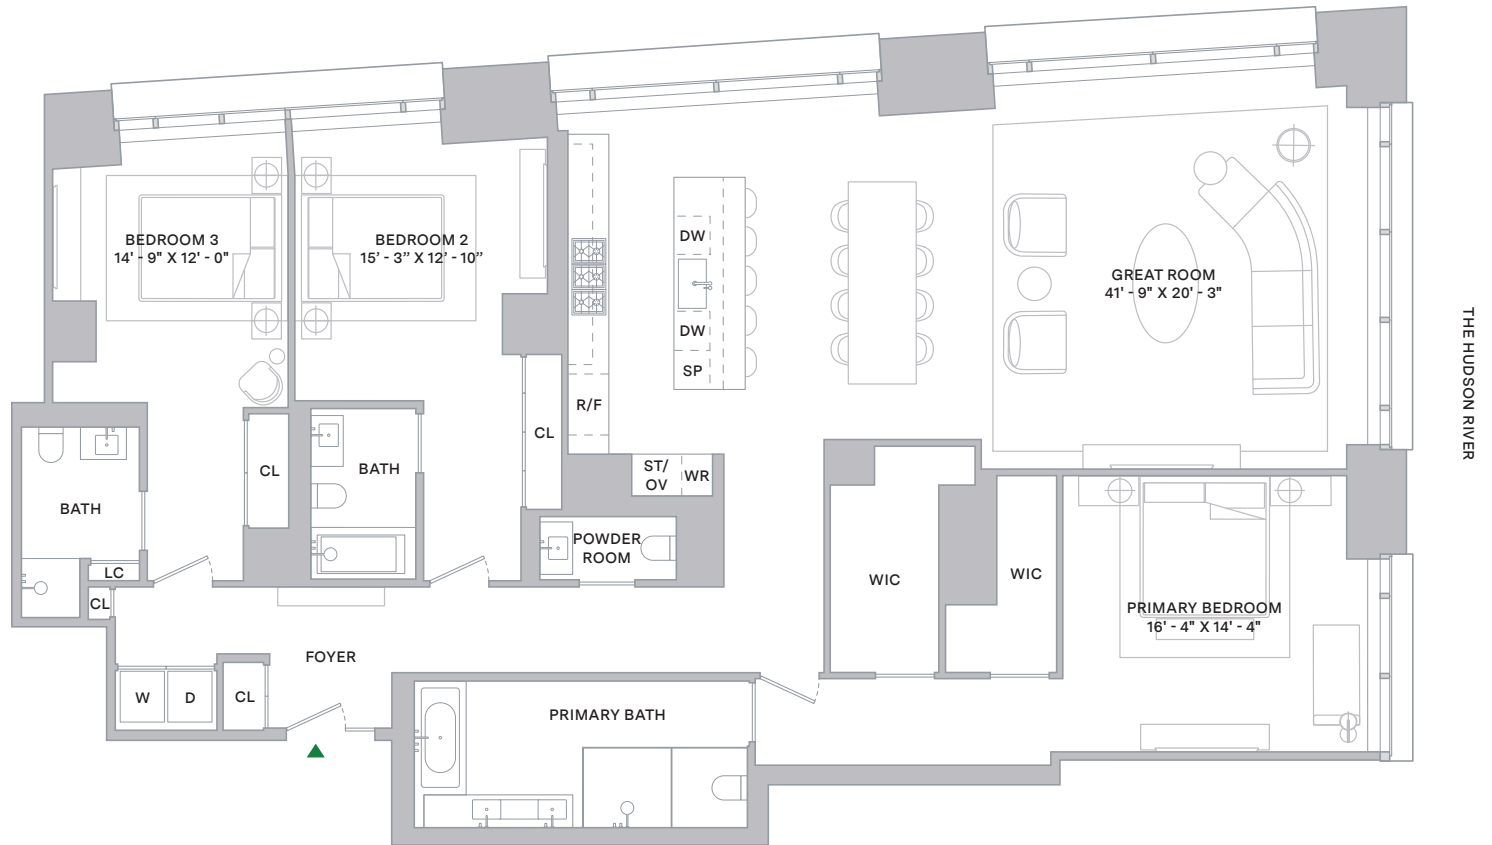 BEDROOM 3
14' - 9" X 12' - 0"
BEDROOM 2
15’ - 3” X 12’ - 10”
DW
DW
SP
R/F
GREAT ROOM
41' - 9" X 20' - 3"
THE HUDSON RIVER
CL
BATH
CL
ST/
OV
WR
BATH
POWDER
ROOM
LC
CL
WIC
WIC
PRIMARY BEDROOM
16' - 4" X 14' - 4"
FOYER
W
D
CL
PRIMARY BATH